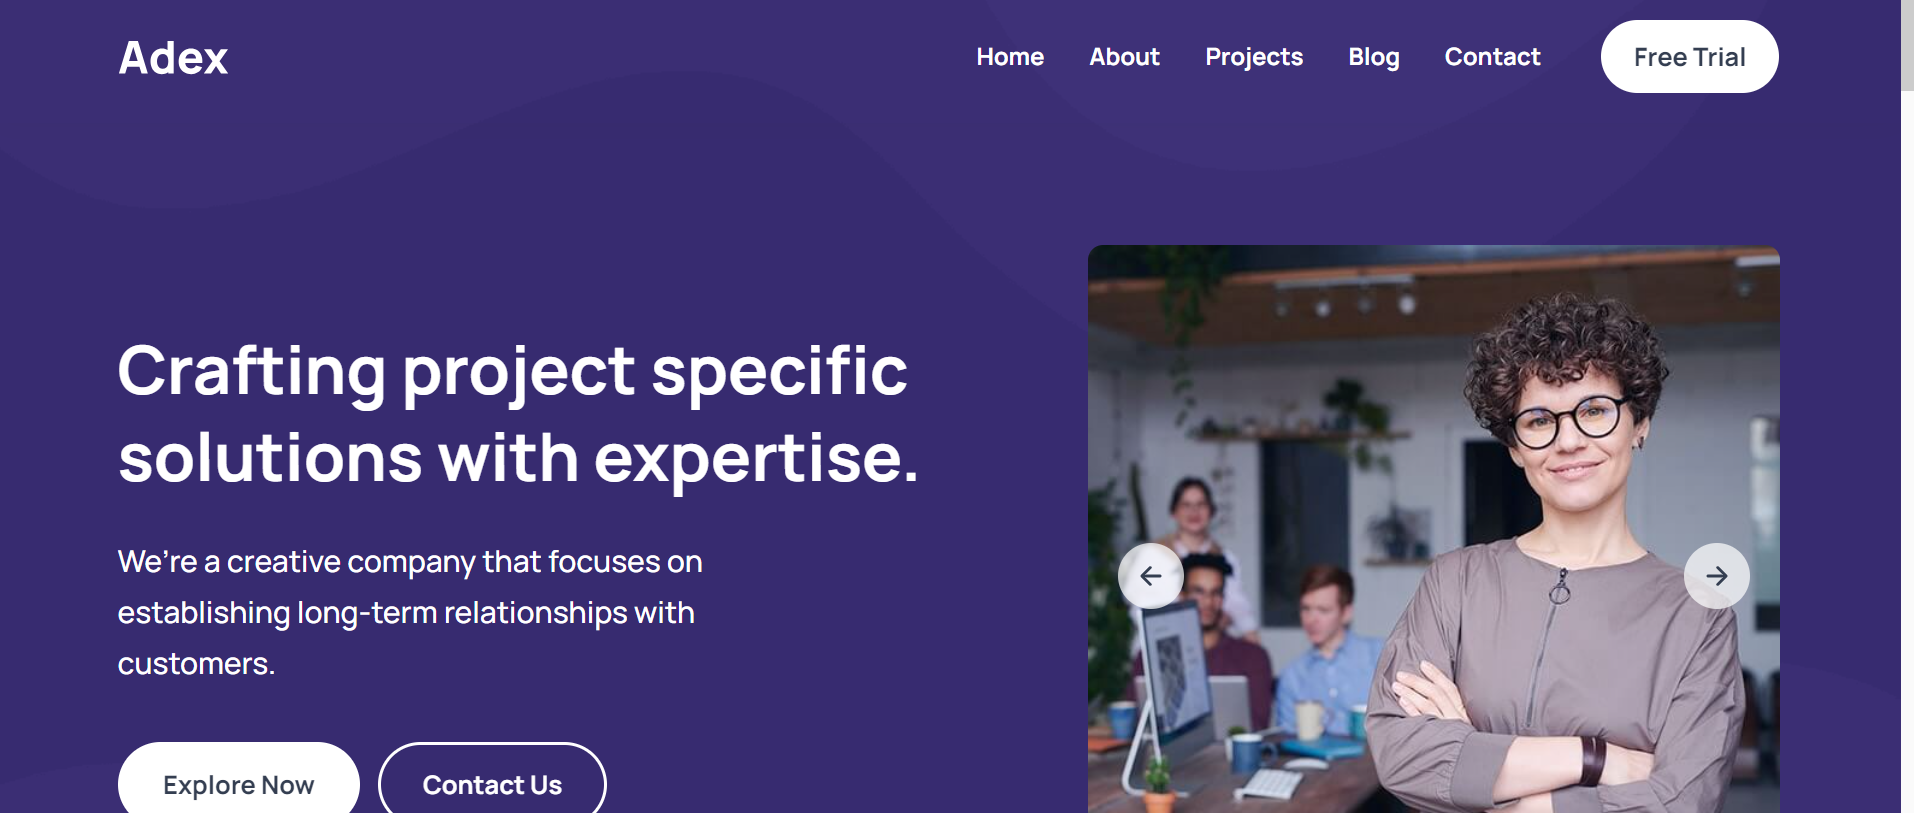 Adex
Home About Projects Blog Contact Free Trial
Crafting project specific
solutions with expertise.
We’re a creative company that focuses on
establishing long-term relationships with
customers.
Explore Now Contact Us